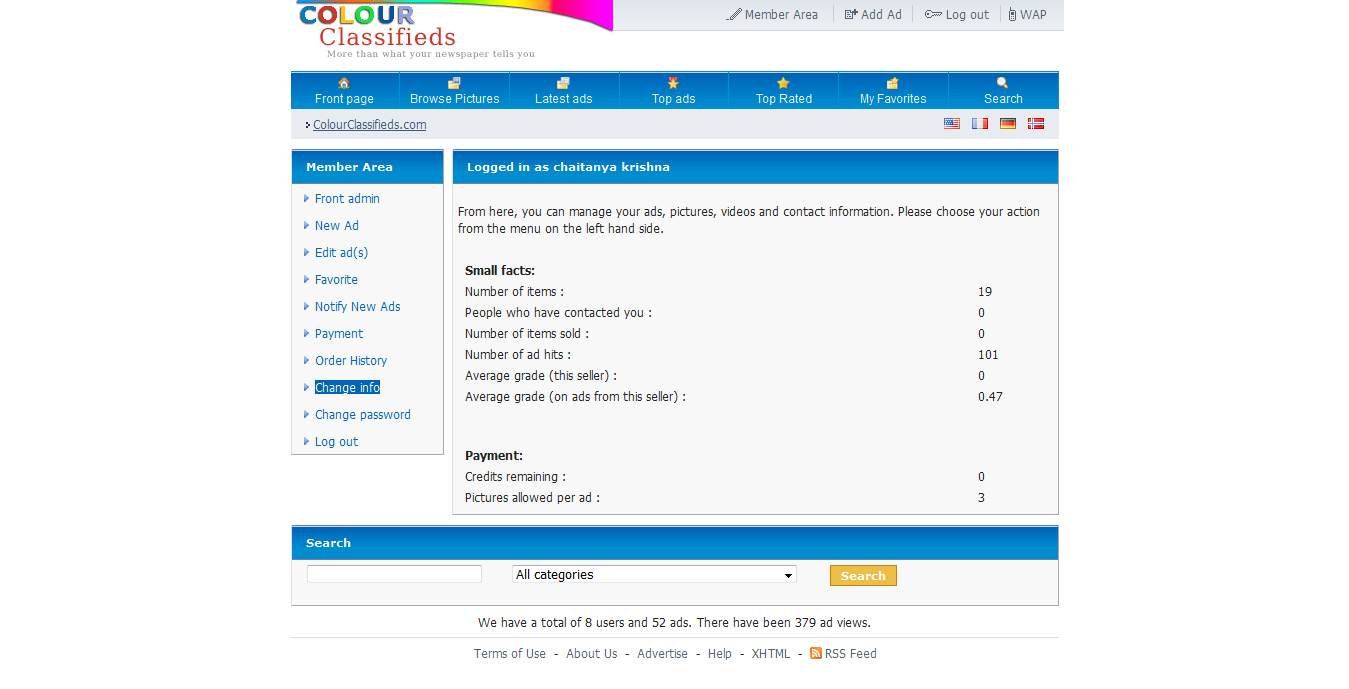 COLOUR
Classifieds
More than what your newspaper tells you
Member Area Add Ad Log out WAP
Front page Browse Pictures Latest ads Top ads Top Rated My Favorites Search
ColourClassifieds.com
Member Area
Front admin
New Ad
Edit ad(s)
Favorite
Notify New Ads
Payment
Order History
Change info
Change password
Log out
Logged in as chaitanya krishna
From here, you can manage your ads, pictures, videos and contact information. Please choose your action
from the menu on the left hand side.
Small facts:
Number of items : 19
People who have contacted you : 0
Number of items sold : 0
Number of ad hits : 101
Average grade (this seller) : 0
Average grade (on ads from this seller) : 0.47
Payment:
Credits remaining : 0
Pictures allowed per ad : 3
Search
All categories Search
We have a total of 8 users and 52 ads. There have been 379 ad views.
Terms of Use - About Us - Advertise - Help - XHTML - RSS Feed